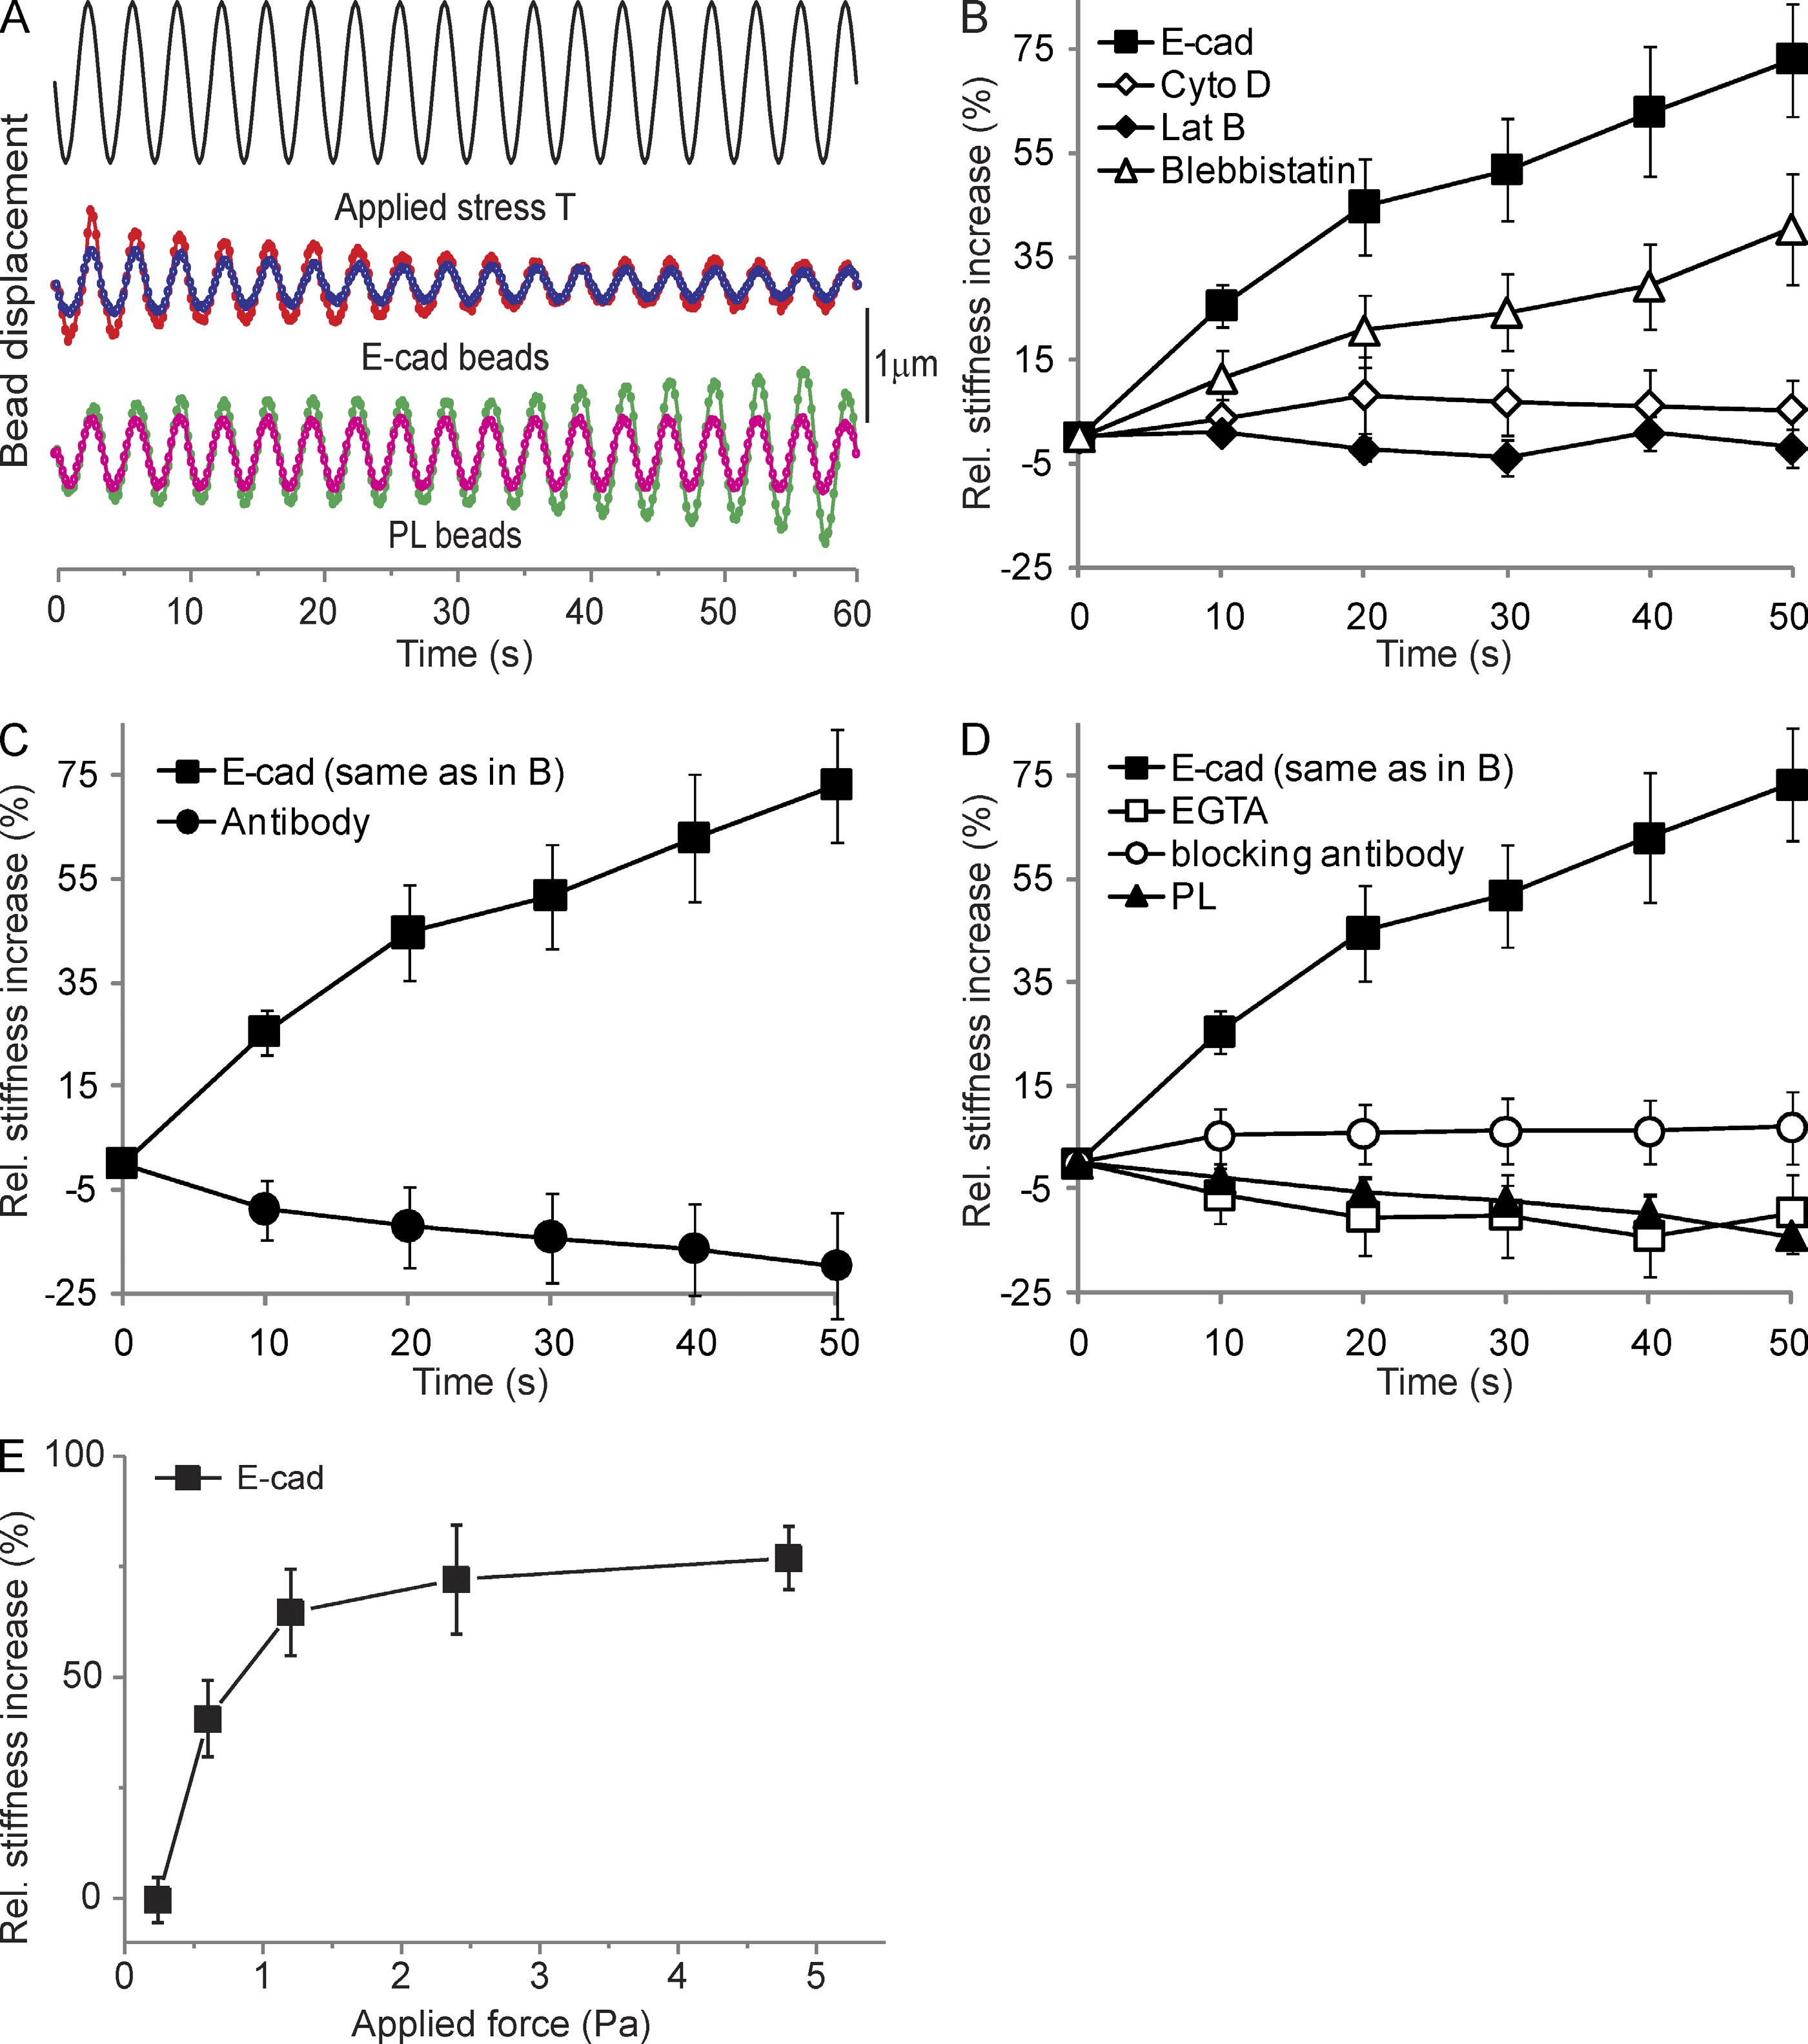 A
Bead displacement
Applied stress T
E-cad beads
1μm
PL beads
0 10 20 30 40 50 60
Time (s)
B
Rel. stiffness increase (%)
E-cad
Cyto D
Lat B
Blebbistatin
75
55
35
15
-5
-25
0 10 20 30 40 50
Time (s)
C
Rel. stiffness increase (%)
E-cad (same as in B)
Antibody
75
55
35
15
-5
-25
0 10 20 30 40 50
Time (s)
D
Rel. stiffness increase (%)
E-cad (same as in B)
EGTA
blocking antibody
PL
75
55
35
15
-5
-25
0 10 20 30 40 50
Time (s)
E
Rel. stiffness increase (%)
E-cad
100
50
0
0 1 2 3 4 5
Applied force (Pa)